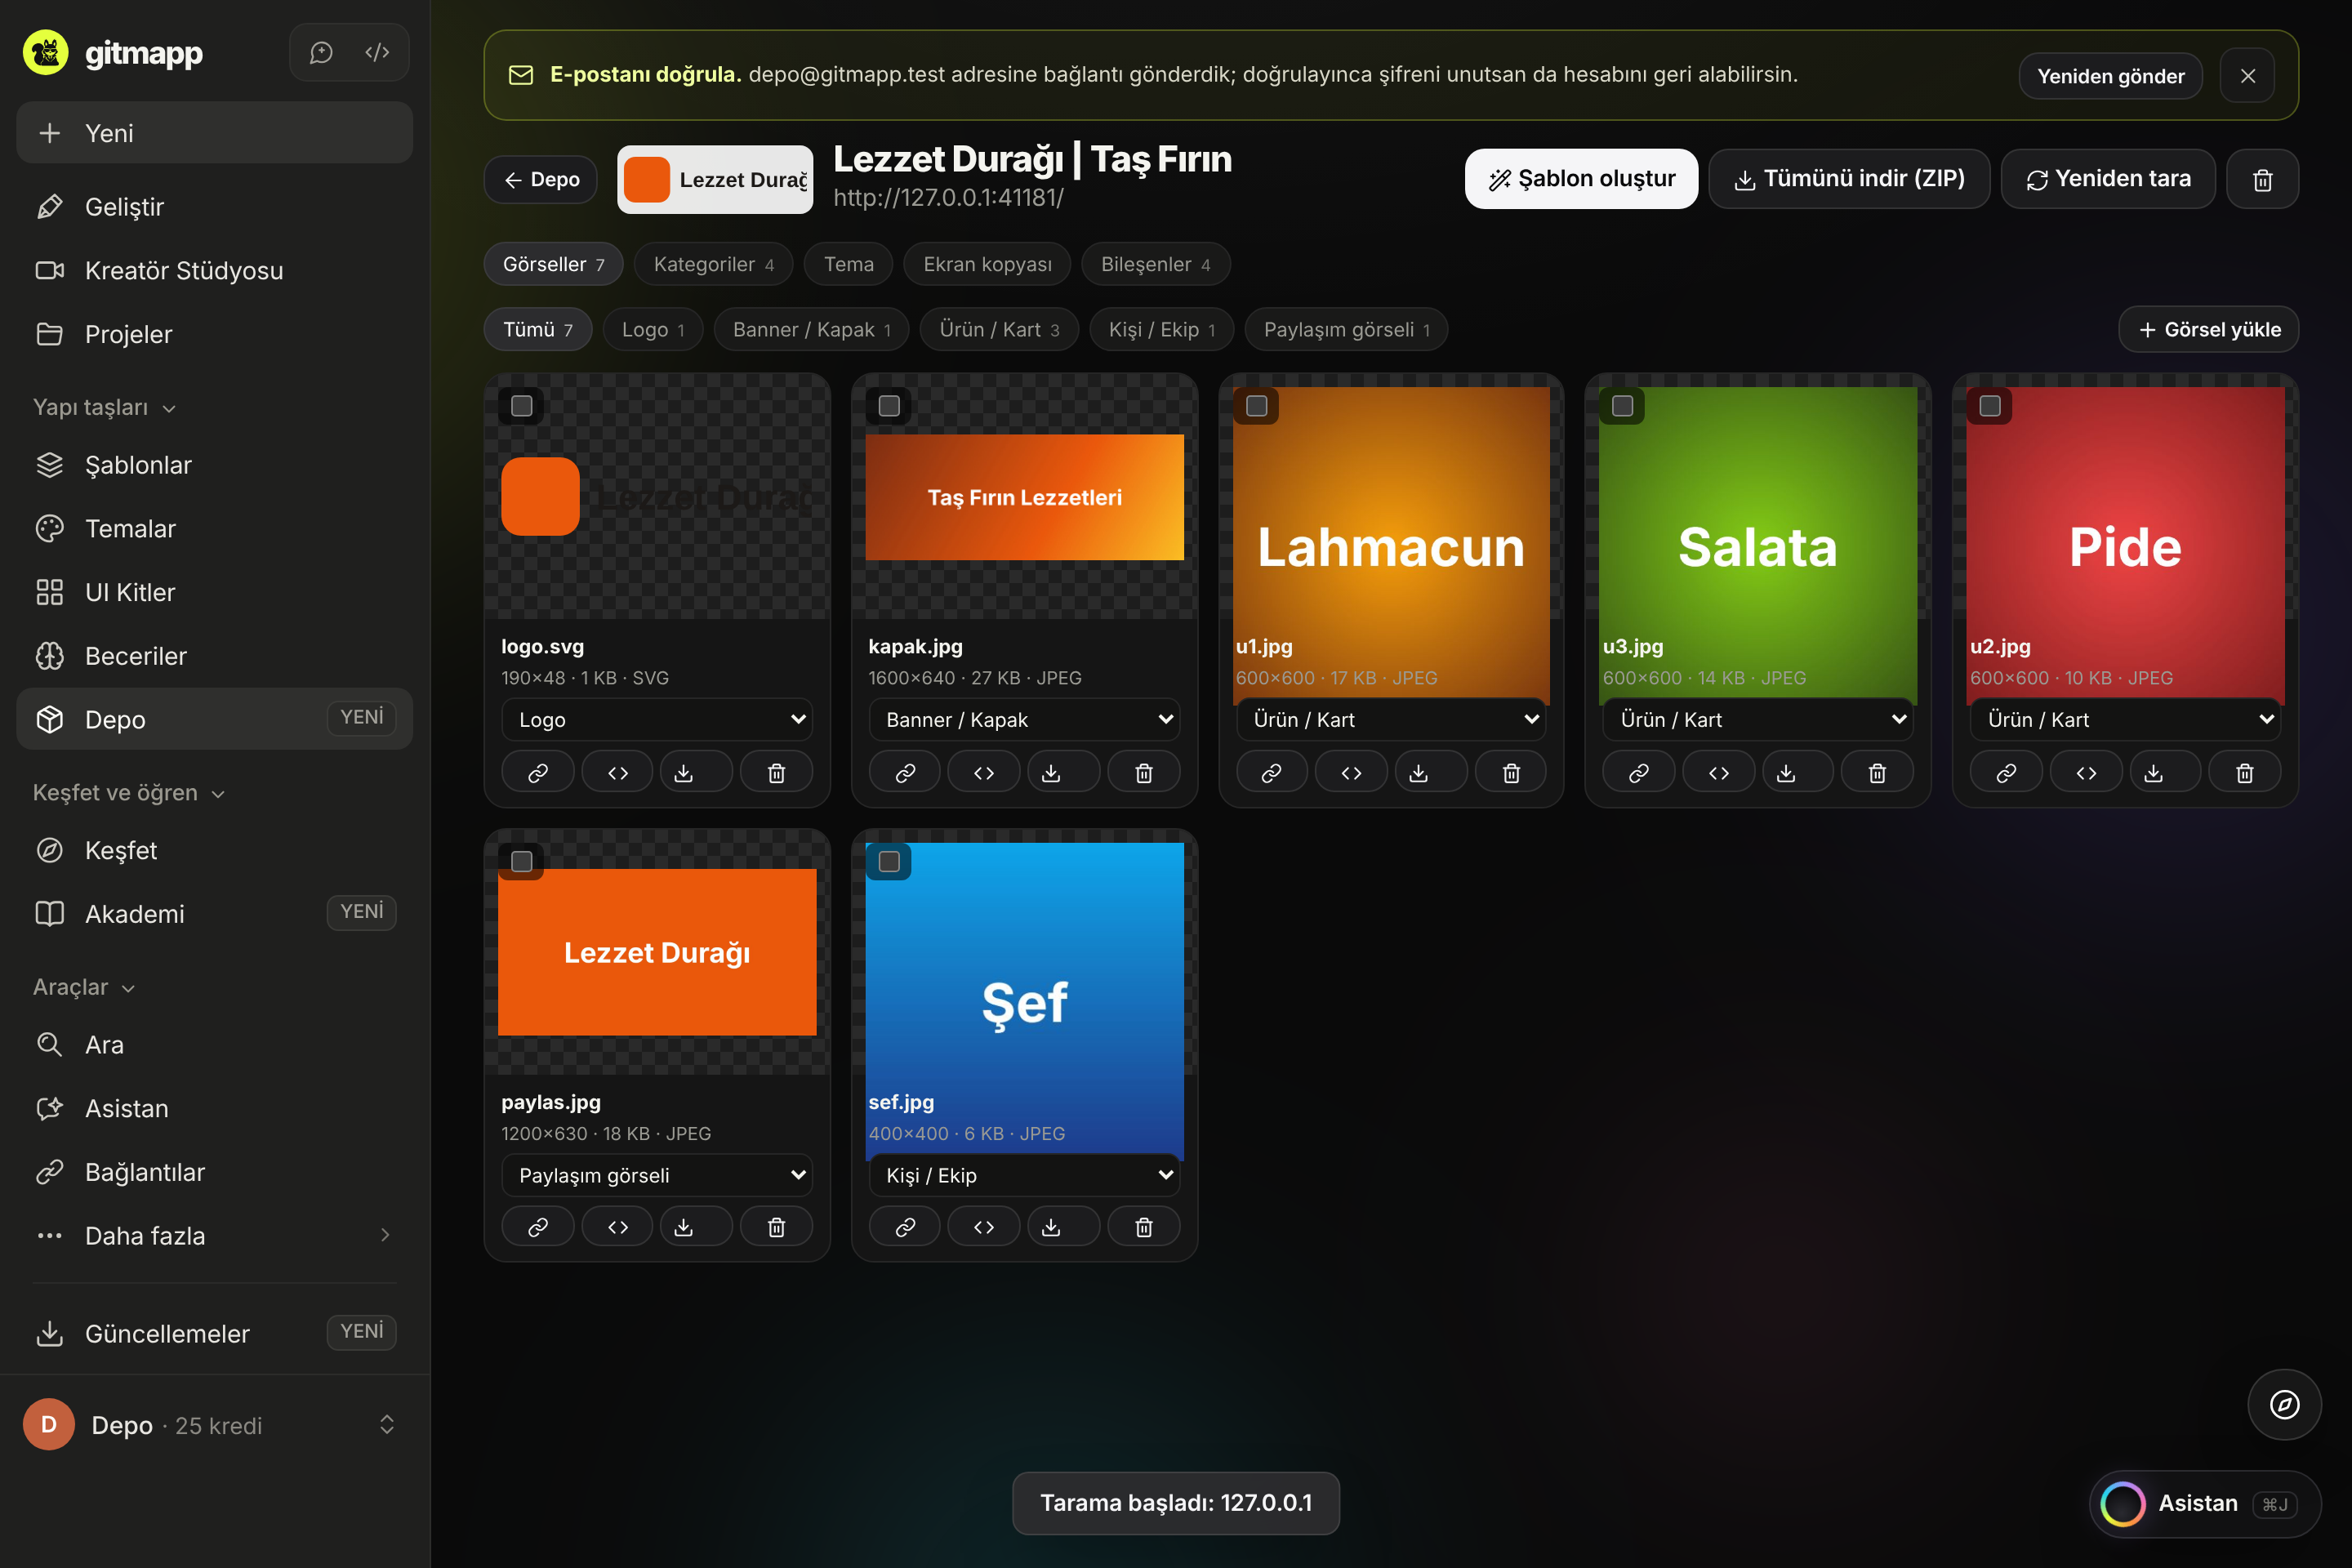 gitmapp
Yeni
Geliştir
Kreatör Stüdyosu
Projeler
Yapı taşları
Şablonlar
Temalar
UI Kitler
Beceriler
Depo YENİ
Keşfet ve öğren
Keşfet
Akademi YENİ
Araçlar
Ara
Asistan
Bağlantılar
Daha fazla
Güncellemeler YENİ
D Depo · 25 kredi
E-postanı doğrula. depo@gitmapp.test adresine bağlantı gönderdik; doğrulayınca şifreni unutsan da hesabını geri alabilirsin. Yeniden gönder
Depo
Lezzet Durağ
Lezzet Durağı | Taş Fırın
http://127.0.0.1:41181/
Şablon oluştur Tümünü indir (ZIP) Yeniden tara
Görseller 7 Kategoriler 4 Tema Ekran kopyası Bileşenler 4
Tümü 7 Logo 1 Banner / Kapak 1 Ürün / Kart 3 Kişi / Ekip 1 Paylaşım görseli 1 Görsel yükle
Lezzet Durağ
logo.svg
190×48 · 1 KB · SVG
Logo
Taş Fırın Lezzetleri
kapak.jpg
1600×640 · 27 KB · JPEG
Banner / Kapak
Lahmacun
u1.jpg
600×600 · 17 KB · JPEG
Ürün / Kart
Salata
u3.jpg
600×600 · 14 KB · JPEG
Ürün / Kart
Pide
u2.jpg
600×600 · 10 KB · JPEG
Ürün / Kart
Lezzet Durağı
paylas.jpg
1200×630 · 18 KB · JPEG
Paylaşım görseli
Şef
sef.jpg
400×400 · 6 KB · JPEG
Kişi / Ekip
Tarama başladı: 127.0.0.1
Asistan ⌘J